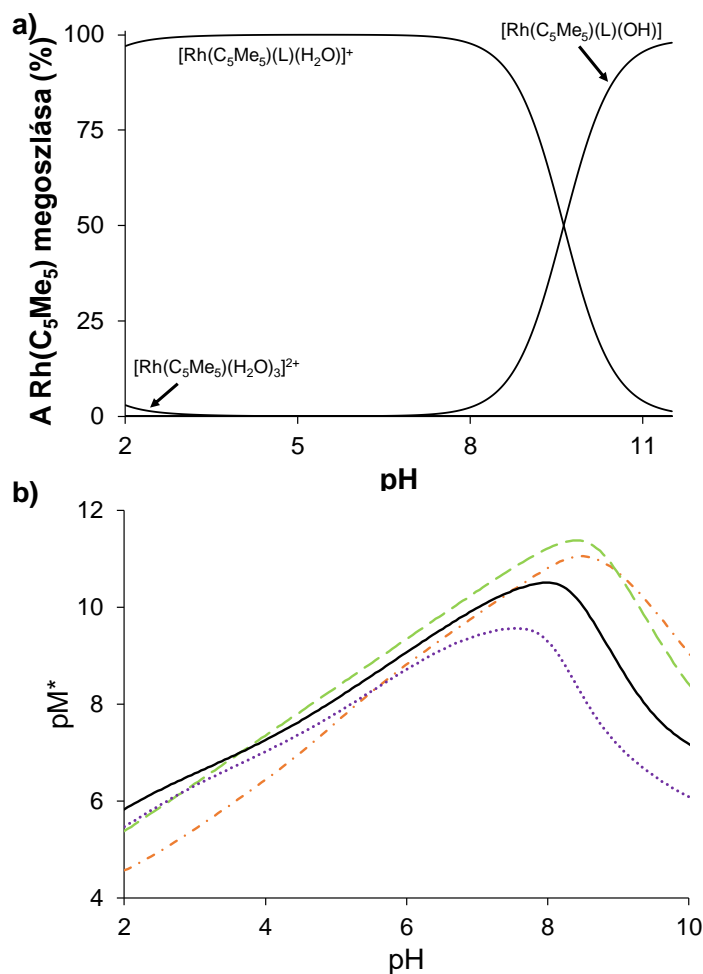 a)
[Rh(C₅Me₅)(L)(OH)]
[Rh(C₅Me₅)(L)(H₂O)]⁺
[Rh(C₅Me₅)(H₂O)₃]²⁺
A Rh(C₅Me₅) megoszlása (%)
100
75
50
25
0
2
5
8
11
pH
b)
pM*
12
10
8
6
4
2
4
6
8
10
pH